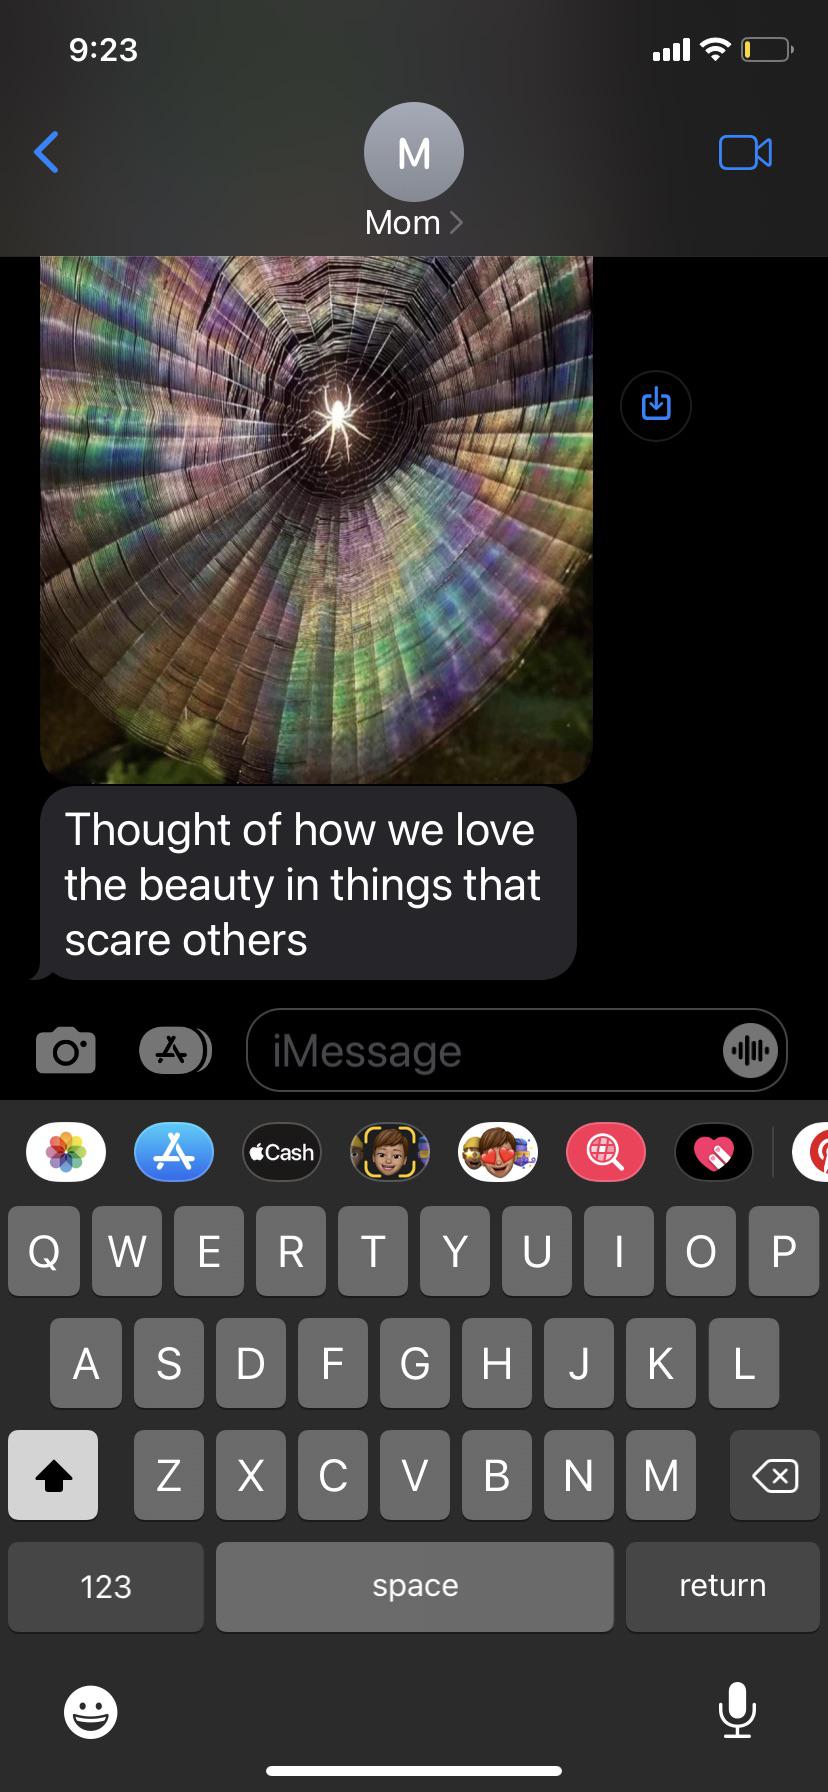 9:23
M
Mom
Thought of how we love
the beauty in things that
scare others
iMessage
Cash
Q W E R T Y U I O P
A S D F G H J K L
Z X C V B N M
123 space return